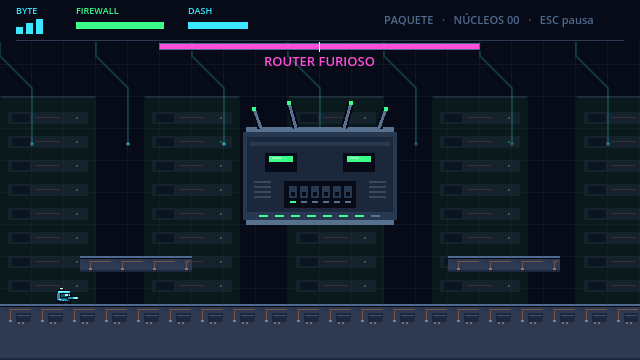 BYTE
FIREWALL
DASH
PAQUETE · NÚCLEOS 00 · ESC pausa
ROUTER FURIOSO